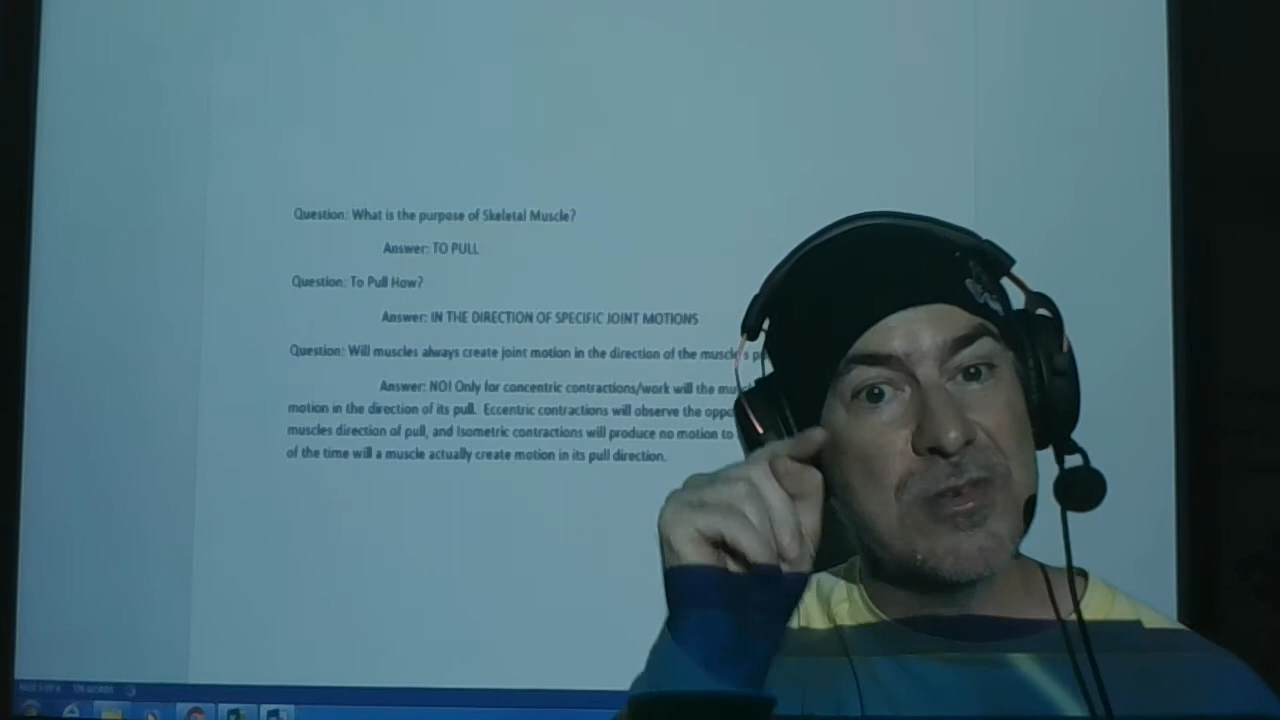 Question: What is the purpose of Skeletal Muscle?
Answer: TO PULL
Question: To Pull How?
Answer: IN THE DIRECTION OF SPECIFIC JOINT MOTIONS
Question: Will muscles always create joint motion in the direction of the muscle's
Answer: NO! Only for concentric contractions/work will the
motion in the direction of its pull. Eccentric contractions will observe the
muscles direction of pull, and Isometric contractions will produce no motion to
of the time will a muscle actually create motion in its pull direction.